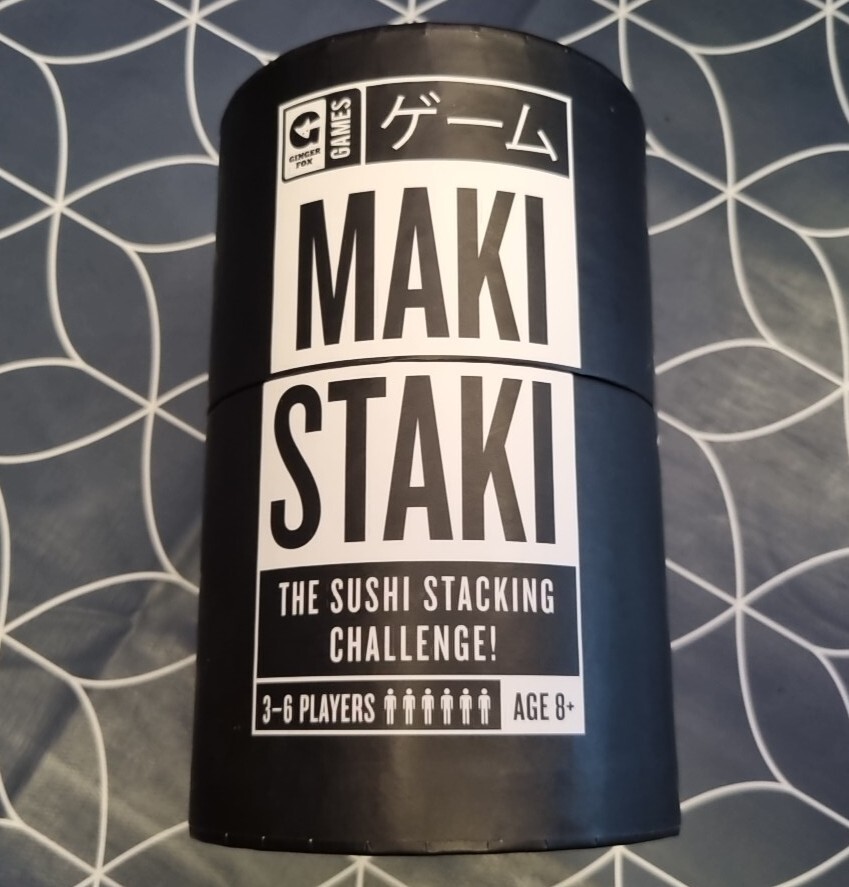 GINGER
FOX
GAMES
ゲーム
MAKI
STAKI
THE SUSHI STACKING
CHALLENGE!
3-6 PLAYERS AGE 8+